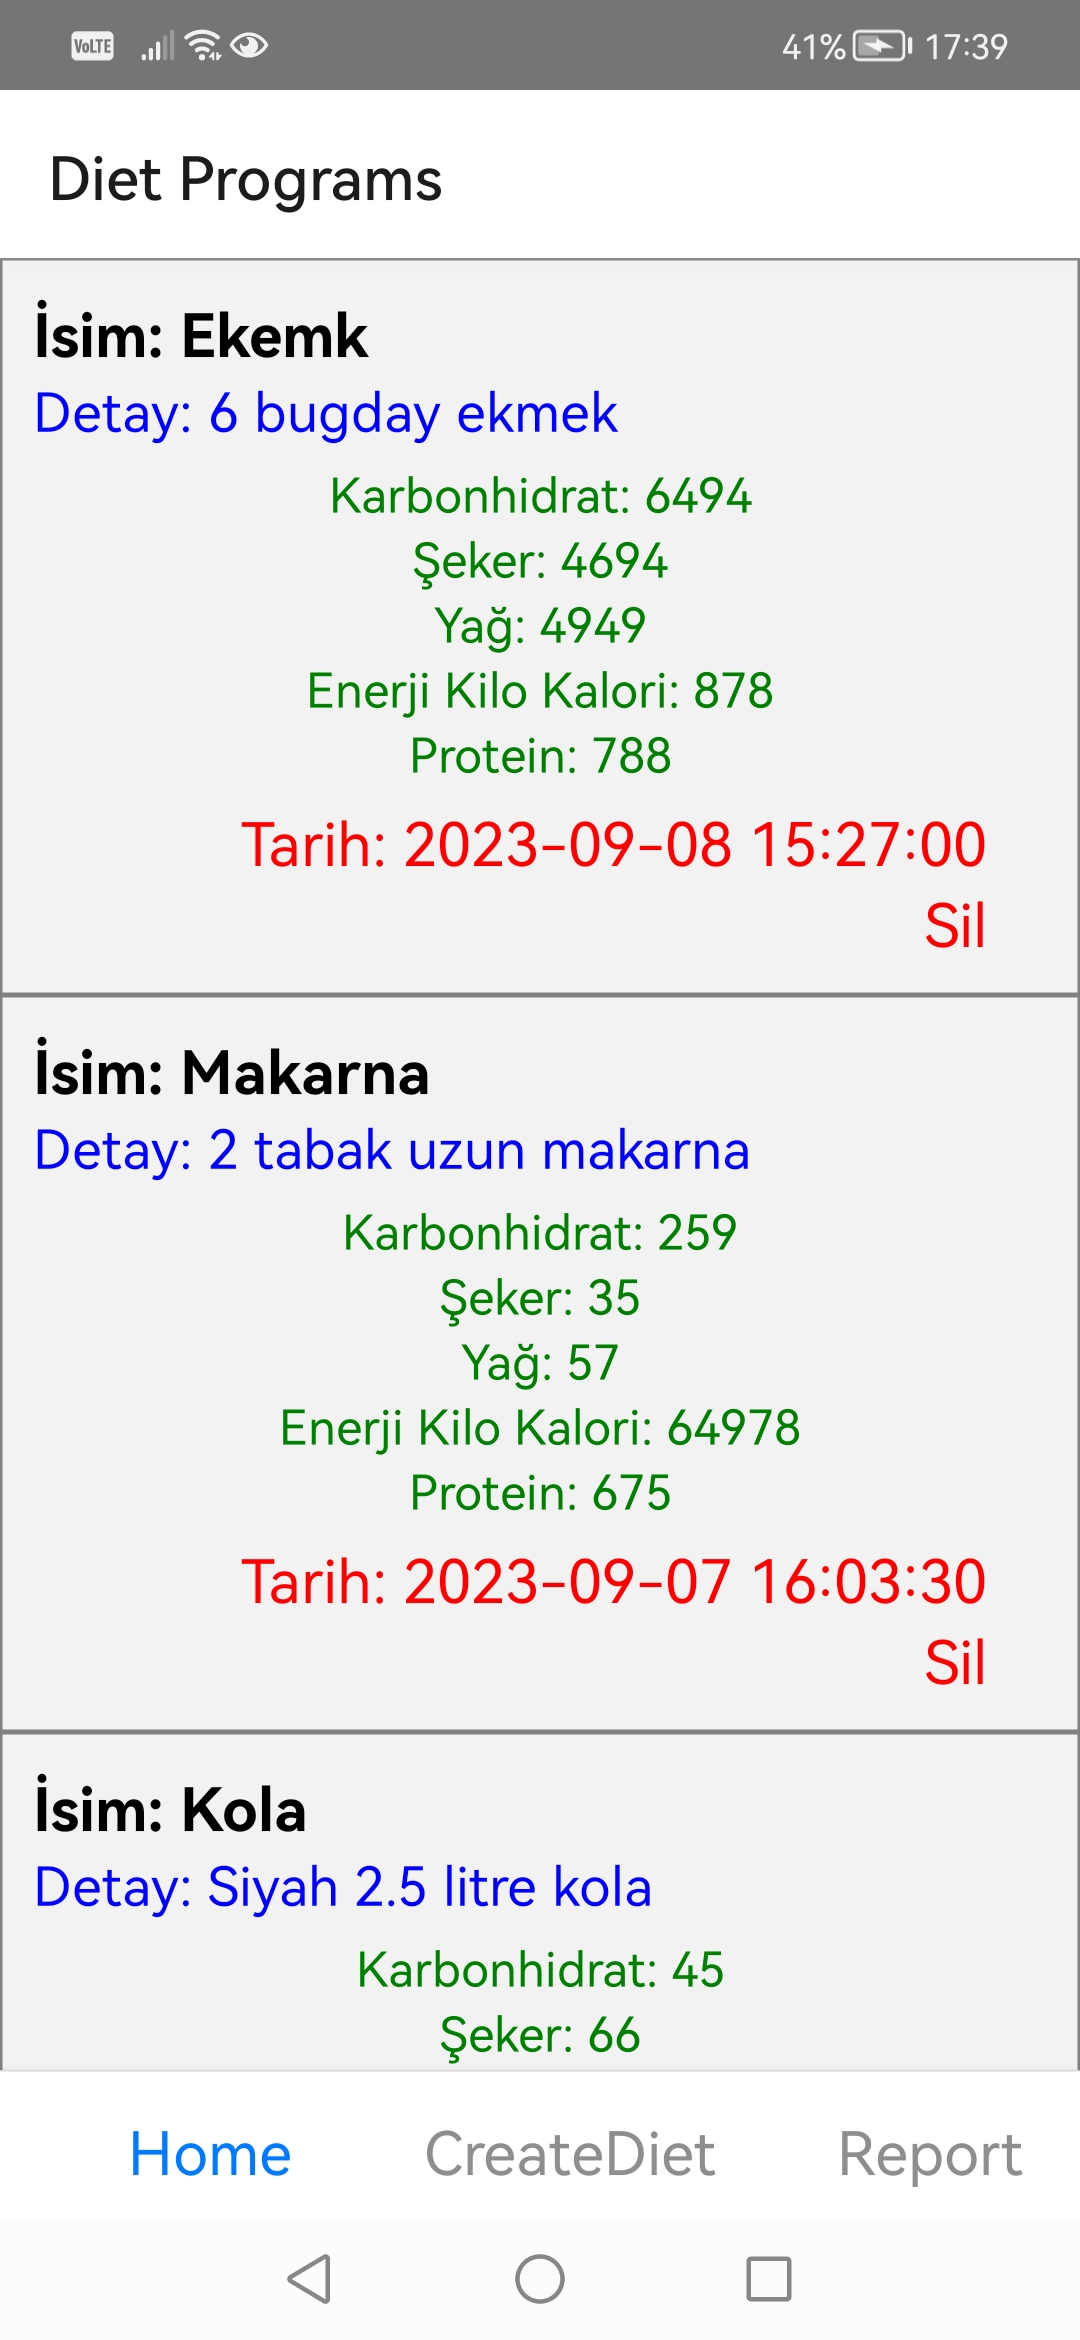 VoLTE 41% 17:39
Diet Programs
İsim: Ekemk
Detay: 6 bugday ekmek
Karbonhidrat: 6494
Şeker: 4694
Yağ: 4949
Enerji Kilo Kalori: 878
Protein: 788
Tarih: 2023-09-08 15:27:00
Sil
İsim: Makarna
Detay: 2 tabak uzun makarna
Karbonhidrat: 259
Şeker: 35
Yağ: 57
Enerji Kilo Kalori: 64978
Protein: 675
Tarih: 2023-09-07 16:03:30
Sil
İsim: Kola
Detay: Siyah 2.5 litre kola
Karbonhidrat: 45
Şeker: 66
Home CreateDiet Report